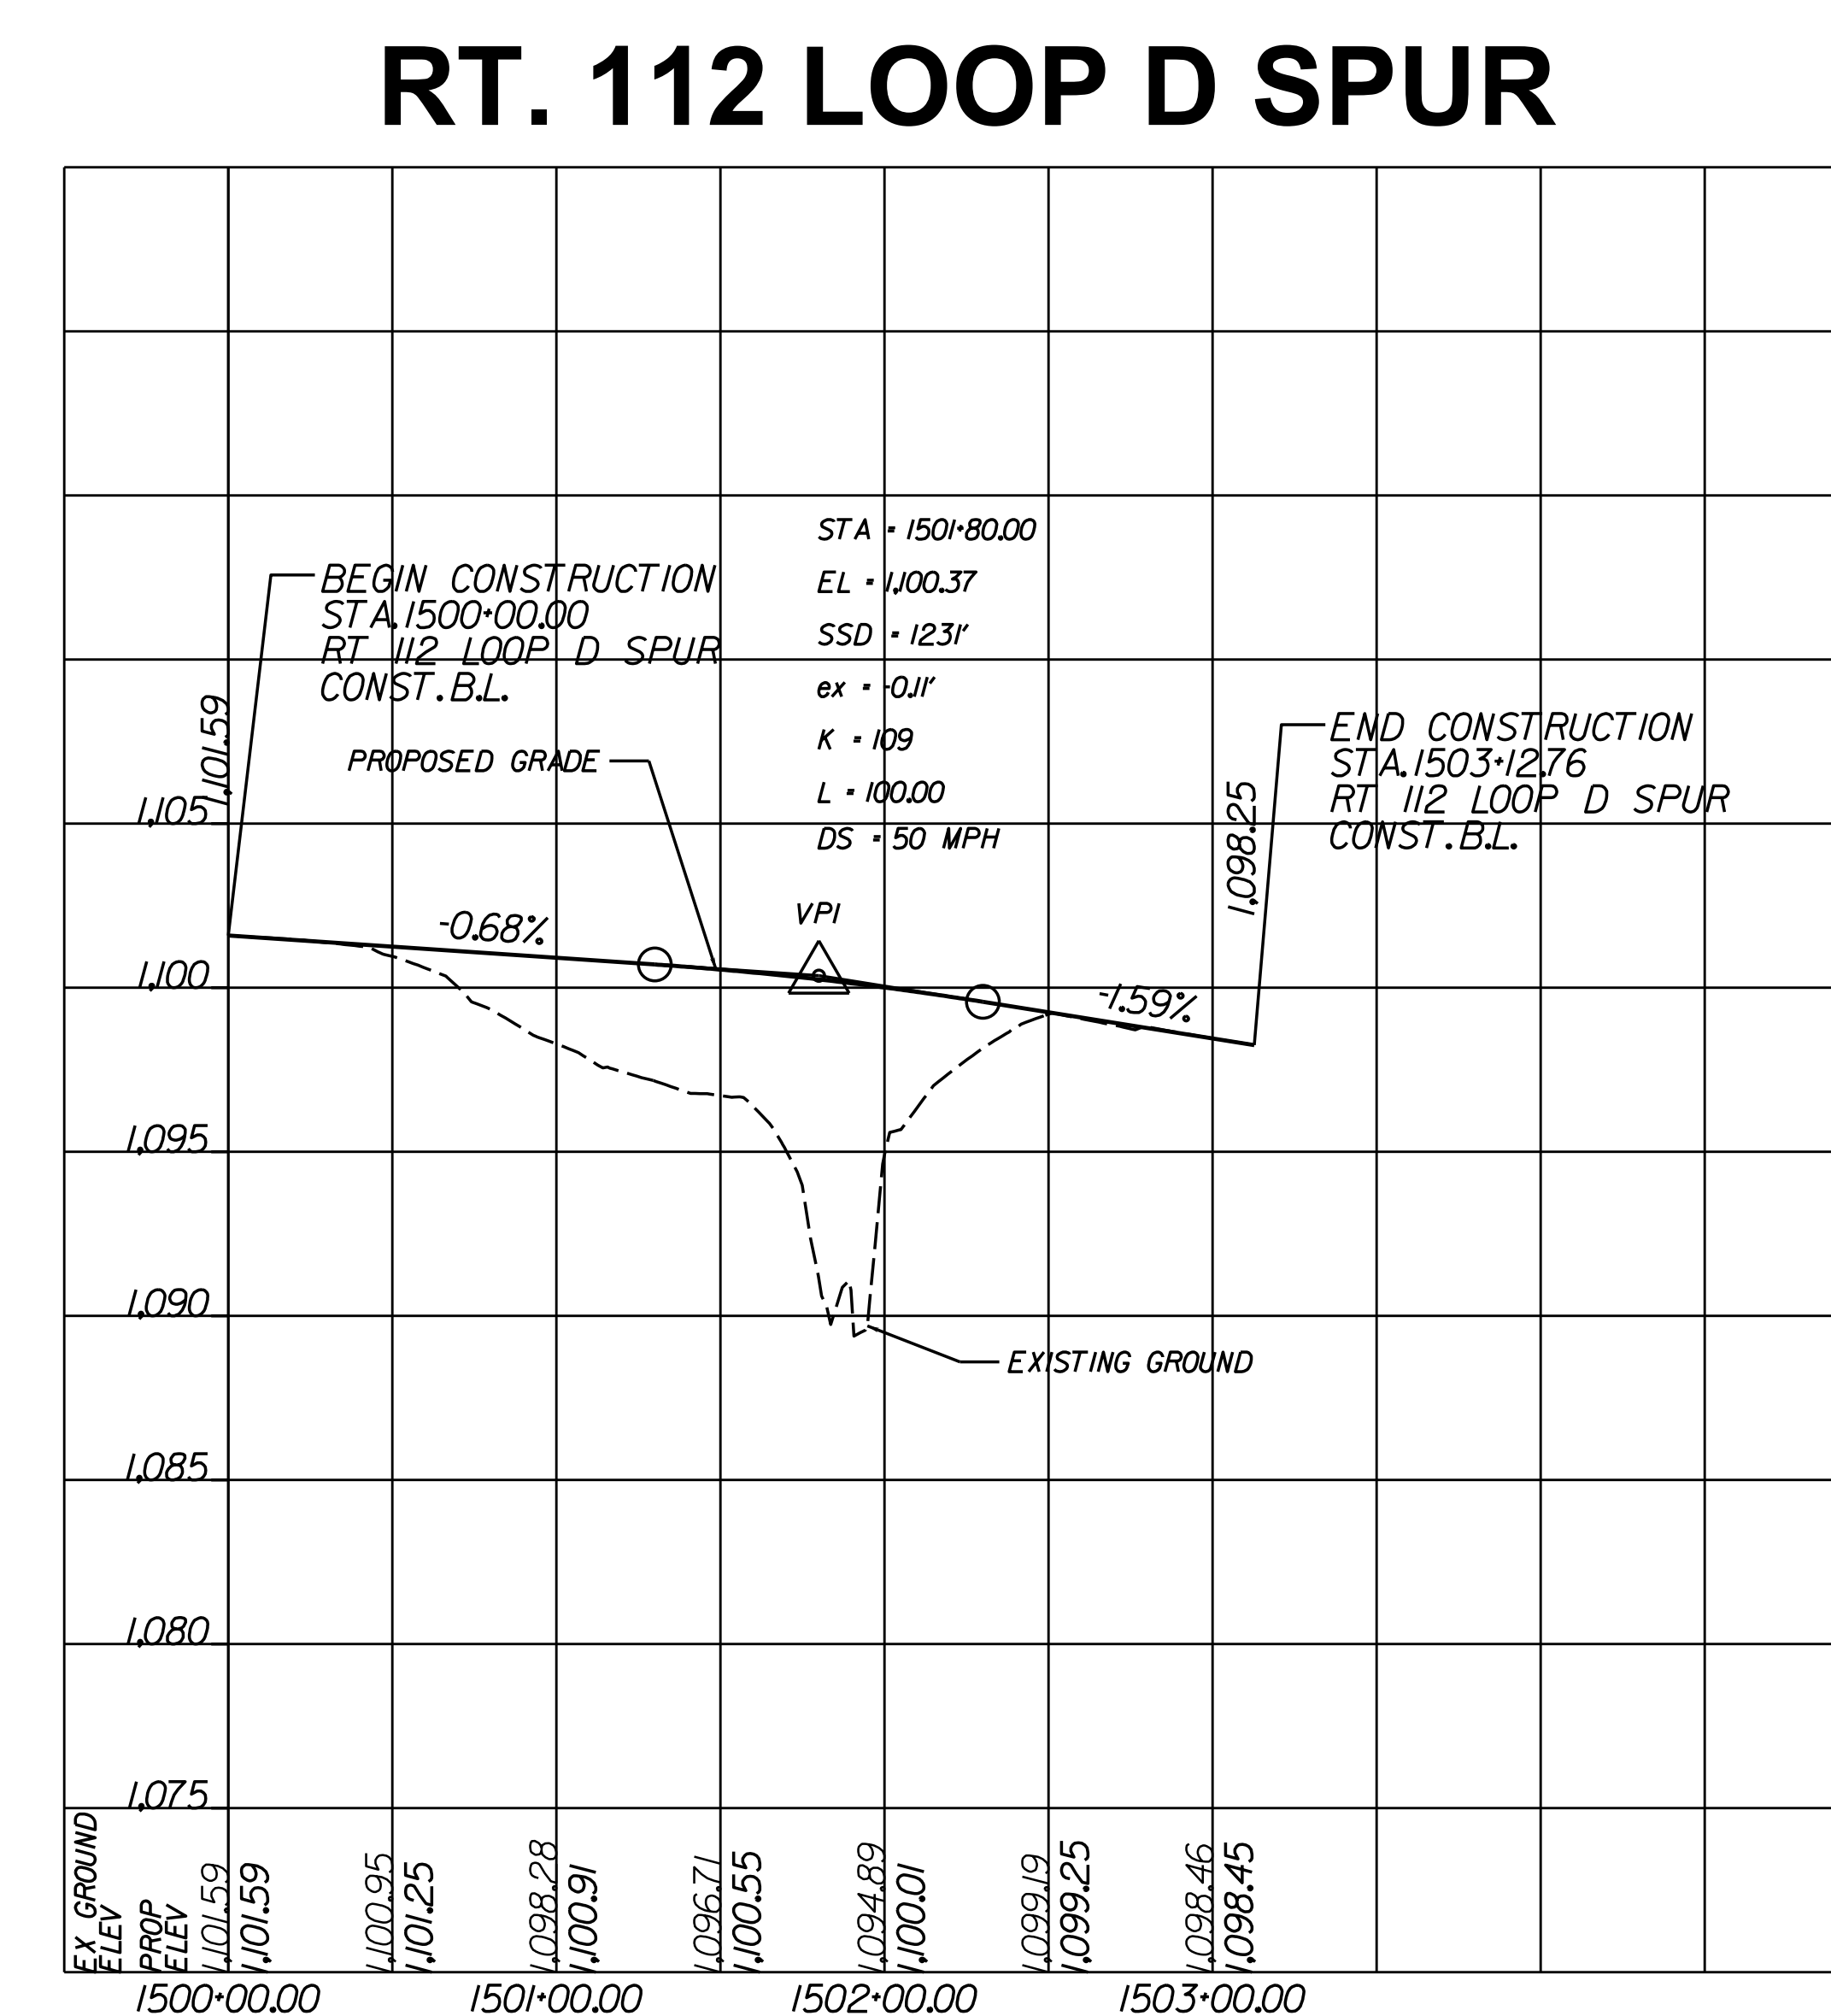 RT. 112 LOOP D SPUR
STA = 1501+80.00
EL = 1,100.37
SSD = 1231'
ex = -0.11'
K = 109
L = 100.00
DS = 50 MPH
BEGIN CONSTRUCTION
STA. 1500+00.00
RT 112 LOOP D SPUR
CONST. B.L.
1,101.59
PROPOSED GRADE
END CONSTRUCTION
STA. 1503+12.76
RT 112 LOOP D SPUR
CONST. B.L.
1,098.25
VPI
-0.68%
-1.59%
EXISTING GROUND
1,105
1,100
1,095
1,090
1,085
1,080
1,075
EX GROUND
ELEV
PROP
ELEV
1,101.59
1,101.59
1,100.95
1,101.25
1,098.28
1,100.91
1,096.71
1,100.55
1,094.89
1,100.01
1,099.19
1,099.25
1,098.46
1,098.45
1500+00.00
1501+00.00
1502+00.00
1503+00.00